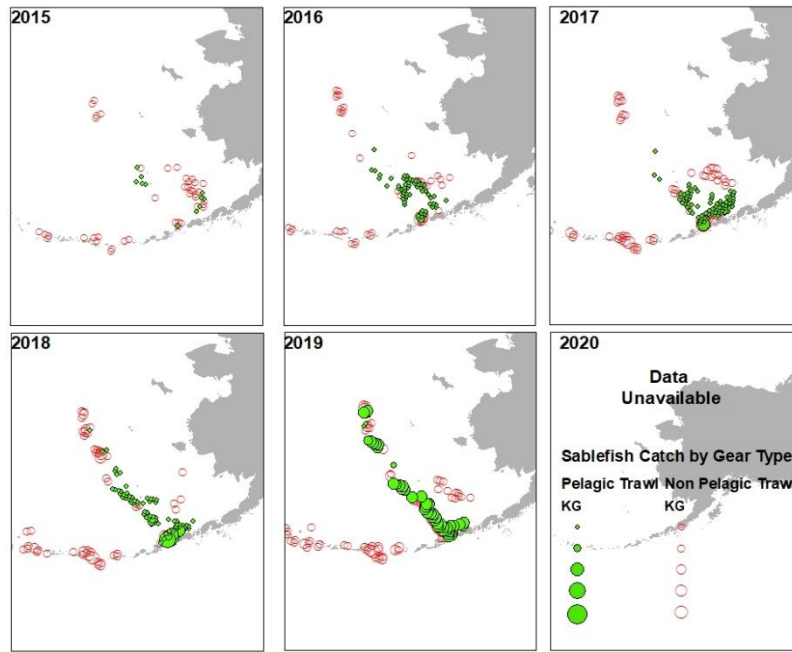 2015
2016
2017
2018
2019
2020
Data
Unavailable
Sablefish Catch by Gear Type
Pelagic Trawl Non Pelagic Traw
KG
KG